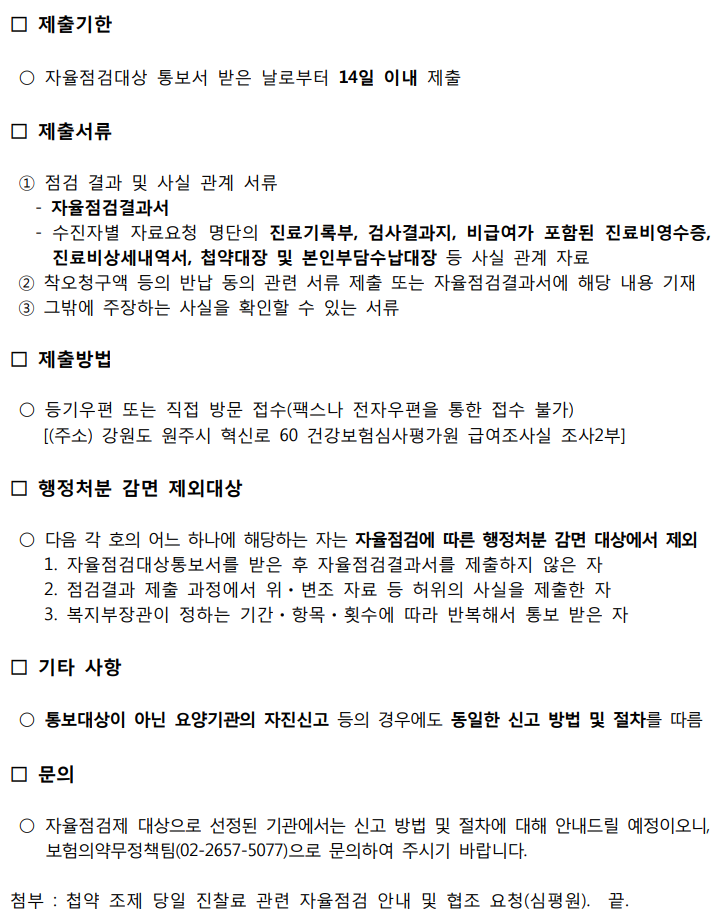 □ 제출기한
○ 자율점검대상 통보서 받은 날로부터 14일 이내 제출
□ 제출서류
① 점검 결과 및 사실 관계 서류
- 자율점검결과서
- 수진자별 자료요청 명단의 진료기록부, 검사결과지, 비급여가 포함된 진료비영수증,
진료비상세내역서, 첩약대장 및 본인부담수납대장 등 사실 관계 자료
② 착오청구액 등의 반납 동의 관련 서류 제출 또는 자율점검결과서에 해당 내용 기재
③ 그밖에 주장하는 사실을 확인할 수 있는 서류
□ 제출방법
○ 등기우편 또는 직접 방문 접수(팩스나 전자우편을 통한 접수 불가)
[(주소) 강원도 원주시 혁신로 60 건강보험심사평가원 급여조사실 조사2부]
□ 행정처분 감면 제외대상
○ 다음 각 호의 어느 하나에 해당하는 자는 자율점검에 따른 행정처분 감면 대상에서 제외
1. 자율점검대상통보서를 받은 후 자율점검결과서를 제출하지 않은 자
2. 점검결과 제출 과정에서 위・변조 자료 등 허위의 사실을 제출한 자
3. 복지부장관이 정하는 기간・항목・횟수에 따라 반복해서 통보 받은 자
□ 기타 사항
○ 통보대상이 아닌 요양기관의 자진신고 등의 경우에도 동일한 신고 방법 및 절차를 따름
□ 문의
○ 자율점검제 대상으로 선정된 기관에서는 신고 방법 및 절차에 대해 안내드릴 예정이오니,
보험의약무정책팀(02-2657-5077)으로 문의하여 주시기 바랍니다.
첨부 : 첩약 조제 당일 진찰료 관련 자율점검 안내 및 협조 요청(심평원). 끝.